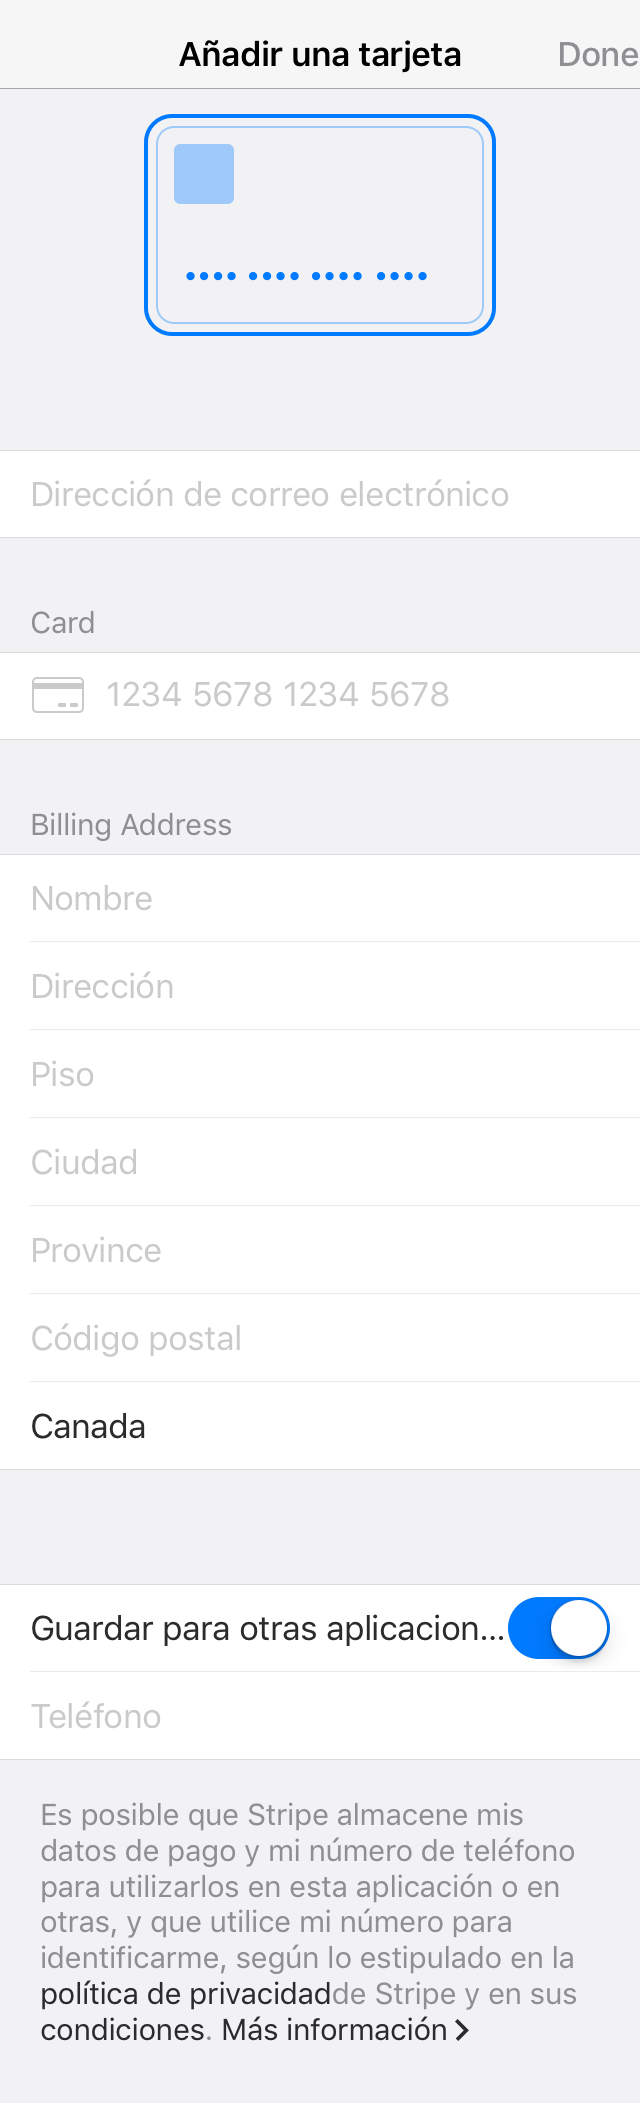 Añadir una tarjeta
Done
•••• •••• •••• ••••
Dirección de correo electrónico
Card
1234 5678 1234 5678
Billing Address
Nombre
Dirección
Piso
Ciudad
Province
Código postal
Canada
Guardar para otras aplicacion...
Teléfono
Es posible que Stripe almacene mis
datos de pago y mi número de teléfono
para utilizarlos en esta aplicación o en
otras, y que utilice mi número para
identificarme, según lo estipulado en la
política de privacidadde Stripe y en sus
condiciones. Más información